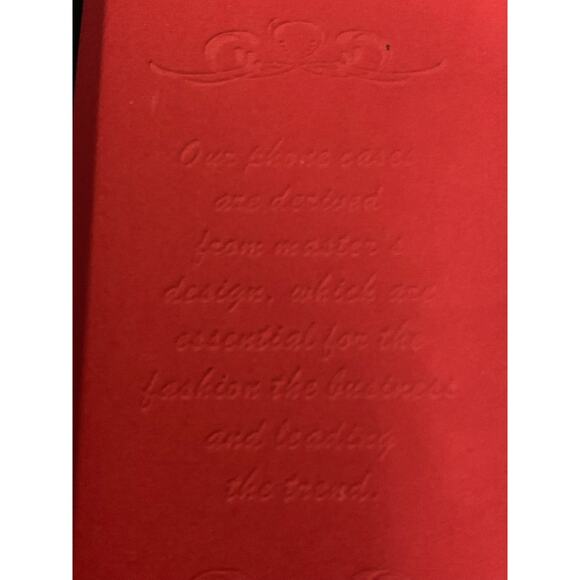 Our phone cases
are derived
from master's
design, which are
essential for the
fashion the business
and leading
the trend.